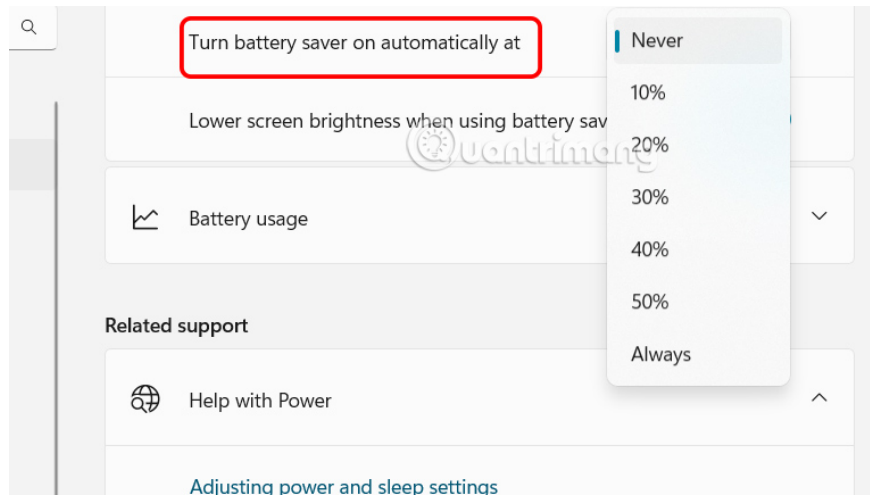 Turn battery saver on automatically at
Never
10%
Lower screen brightness when using battery sav
20%
Quantrimang
30%
Battery usage
40%
50%
Related support
Always
Help with Power
Adjusting power and sleep settings